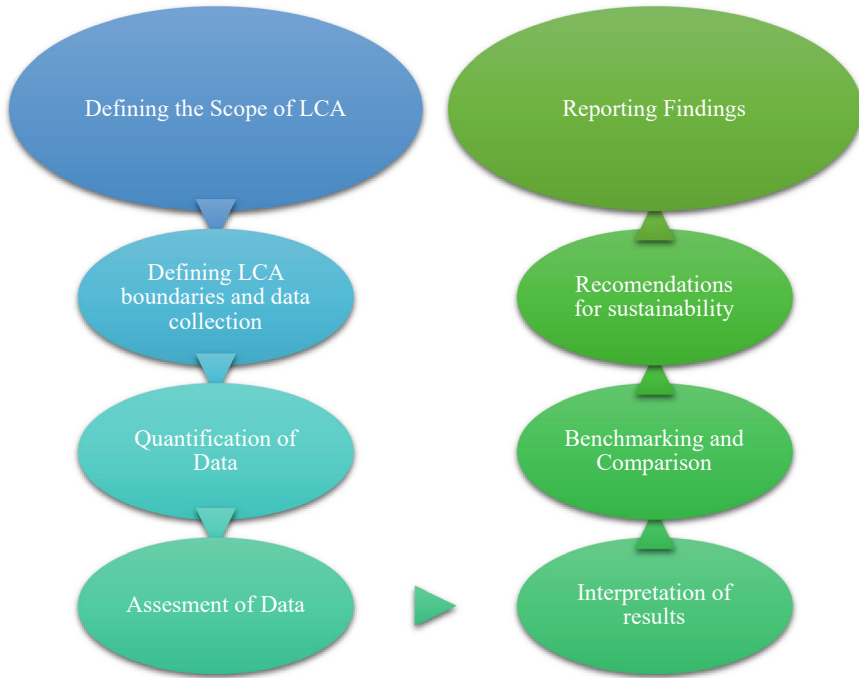 Defining the Scope of LCA
Defining LCA
boundaries and data
collection
Quantification of
Data
Assesment of Data
Interpretation of
results
Benchmarking and
Comparison
Recomendations
for sustainability
Reporting Findings